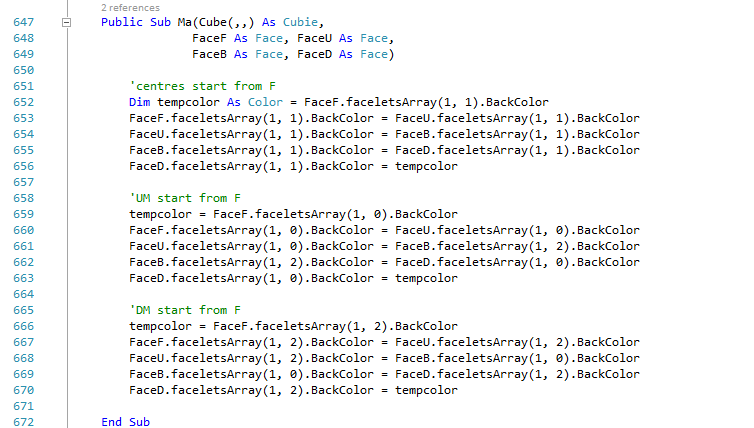 2 references
647 Public Sub Ma(Cube(,,) As Cubie,
648 FaceF As Face, FaceU As Face,
649 FaceB As Face, FaceD As Face)
650
651 'centres start from F
652 Dim tempcolor As Color = FaceF.faceletsArray(1, 1).BackColor
653 FaceF.faceletsArray(1, 1).BackColor = FaceU.faceletsArray(1, 1).BackColor
654 FaceU.faceletsArray(1, 1).BackColor = FaceB.faceletsArray(1, 1).BackColor
655 FaceB.faceletsArray(1, 1).BackColor = FaceD.faceletsArray(1, 1).BackColor
656 FaceD.faceletsArray(1, 1).BackColor = tempcolor
657
658 'UM start from F
659 tempcolor = FaceF.faceletsArray(1, 0).BackColor
660 FaceF.faceletsArray(1, 0).BackColor = FaceU.faceletsArray(1, 0).BackColor
661 FaceU.faceletsArray(1, 0).BackColor = FaceB.faceletsArray(1, 2).BackColor
662 FaceB.faceletsArray(1, 2).BackColor = FaceD.faceletsArray(1, 0).BackColor
663 FaceD.faceletsArray(1, 0).BackColor = tempcolor
664
665 'DM start from F
666 tempcolor = FaceF.faceletsArray(1, 2).BackColor
667 FaceF.faceletsArray(1, 2).BackColor = FaceU.faceletsArray(1, 2).BackColor
668 FaceU.faceletsArray(1, 2).BackColor = FaceB.faceletsArray(1, 0).BackColor
669 FaceB.faceletsArray(1, 0).BackColor = FaceD.faceletsArray(1, 2).BackColor
670 FaceD.faceletsArray(1, 2).BackColor = tempcolor
671
672 End Sub